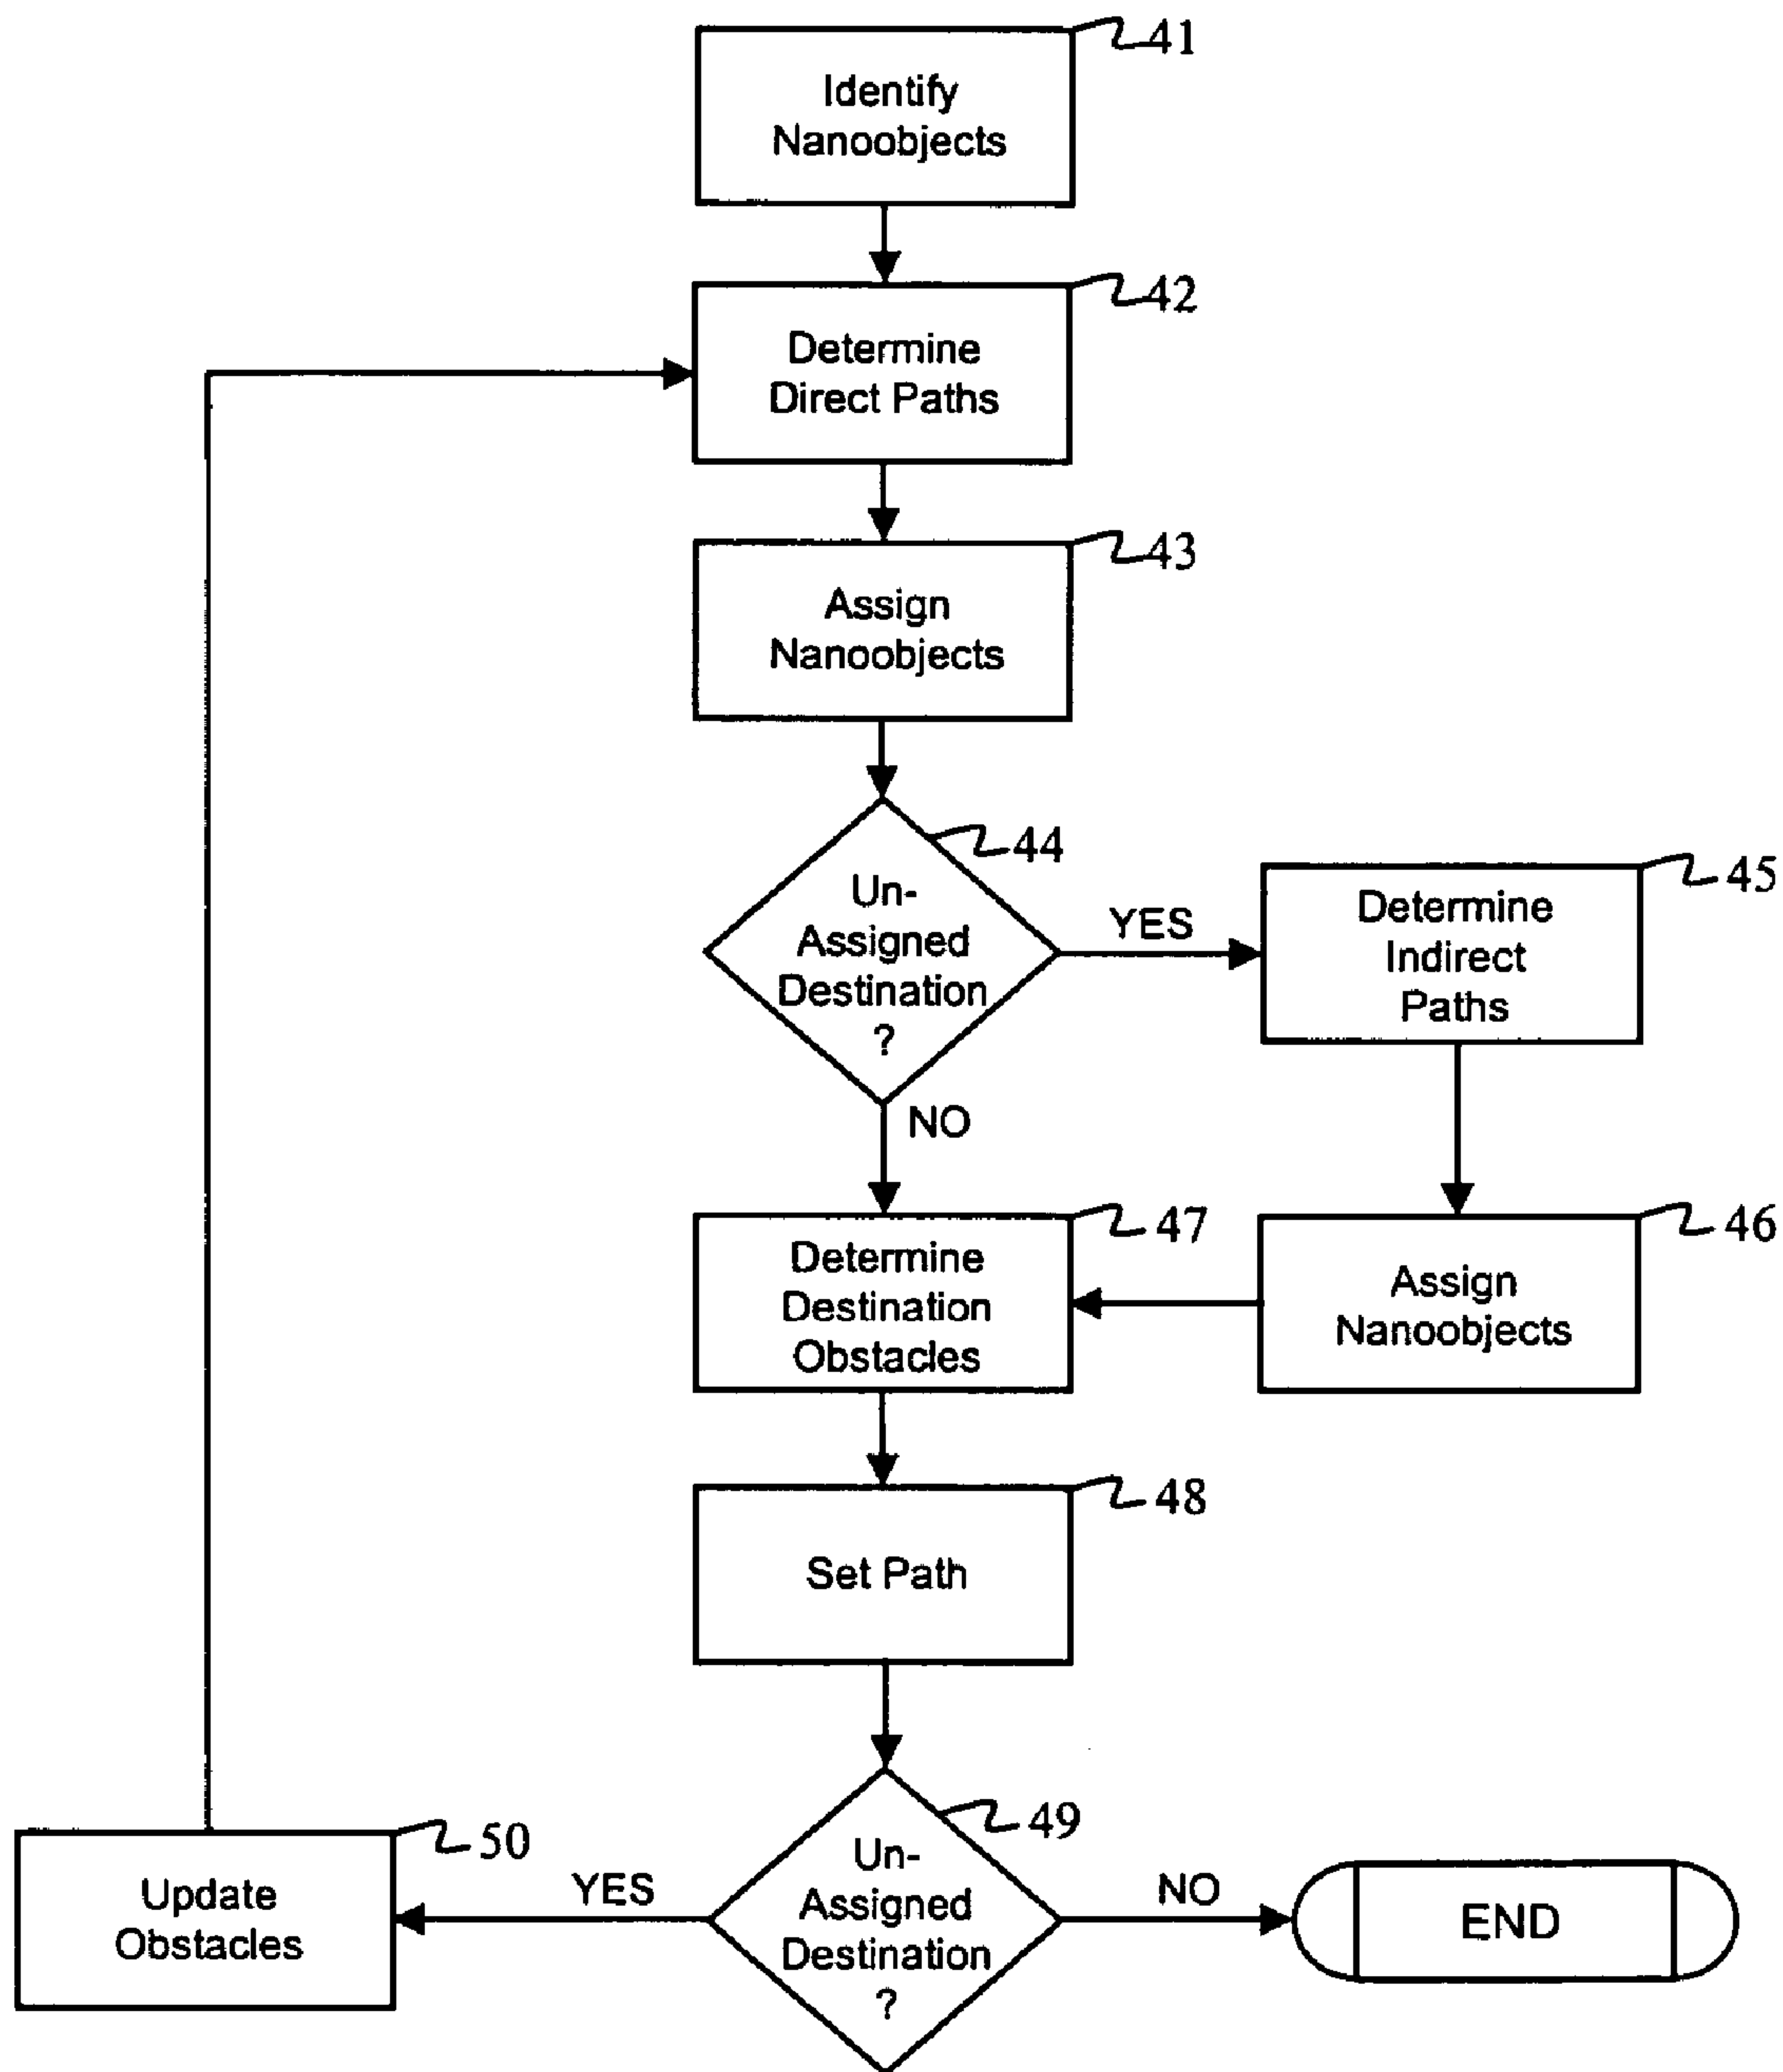 41
Identify
Nanoobjects
42
Determine
Direct Paths
43
Assign
Nanoobjects
44
Un-
Assigned
Destination
?
YES
45
Determine
Indirect
Paths
NO
47
Determine
Destination
Obstacles
46
Assign
Nanoobjects
48
Set Path
49
Un-
Assigned
Destination
?
YES
50
Update
Obstacles
NO
END